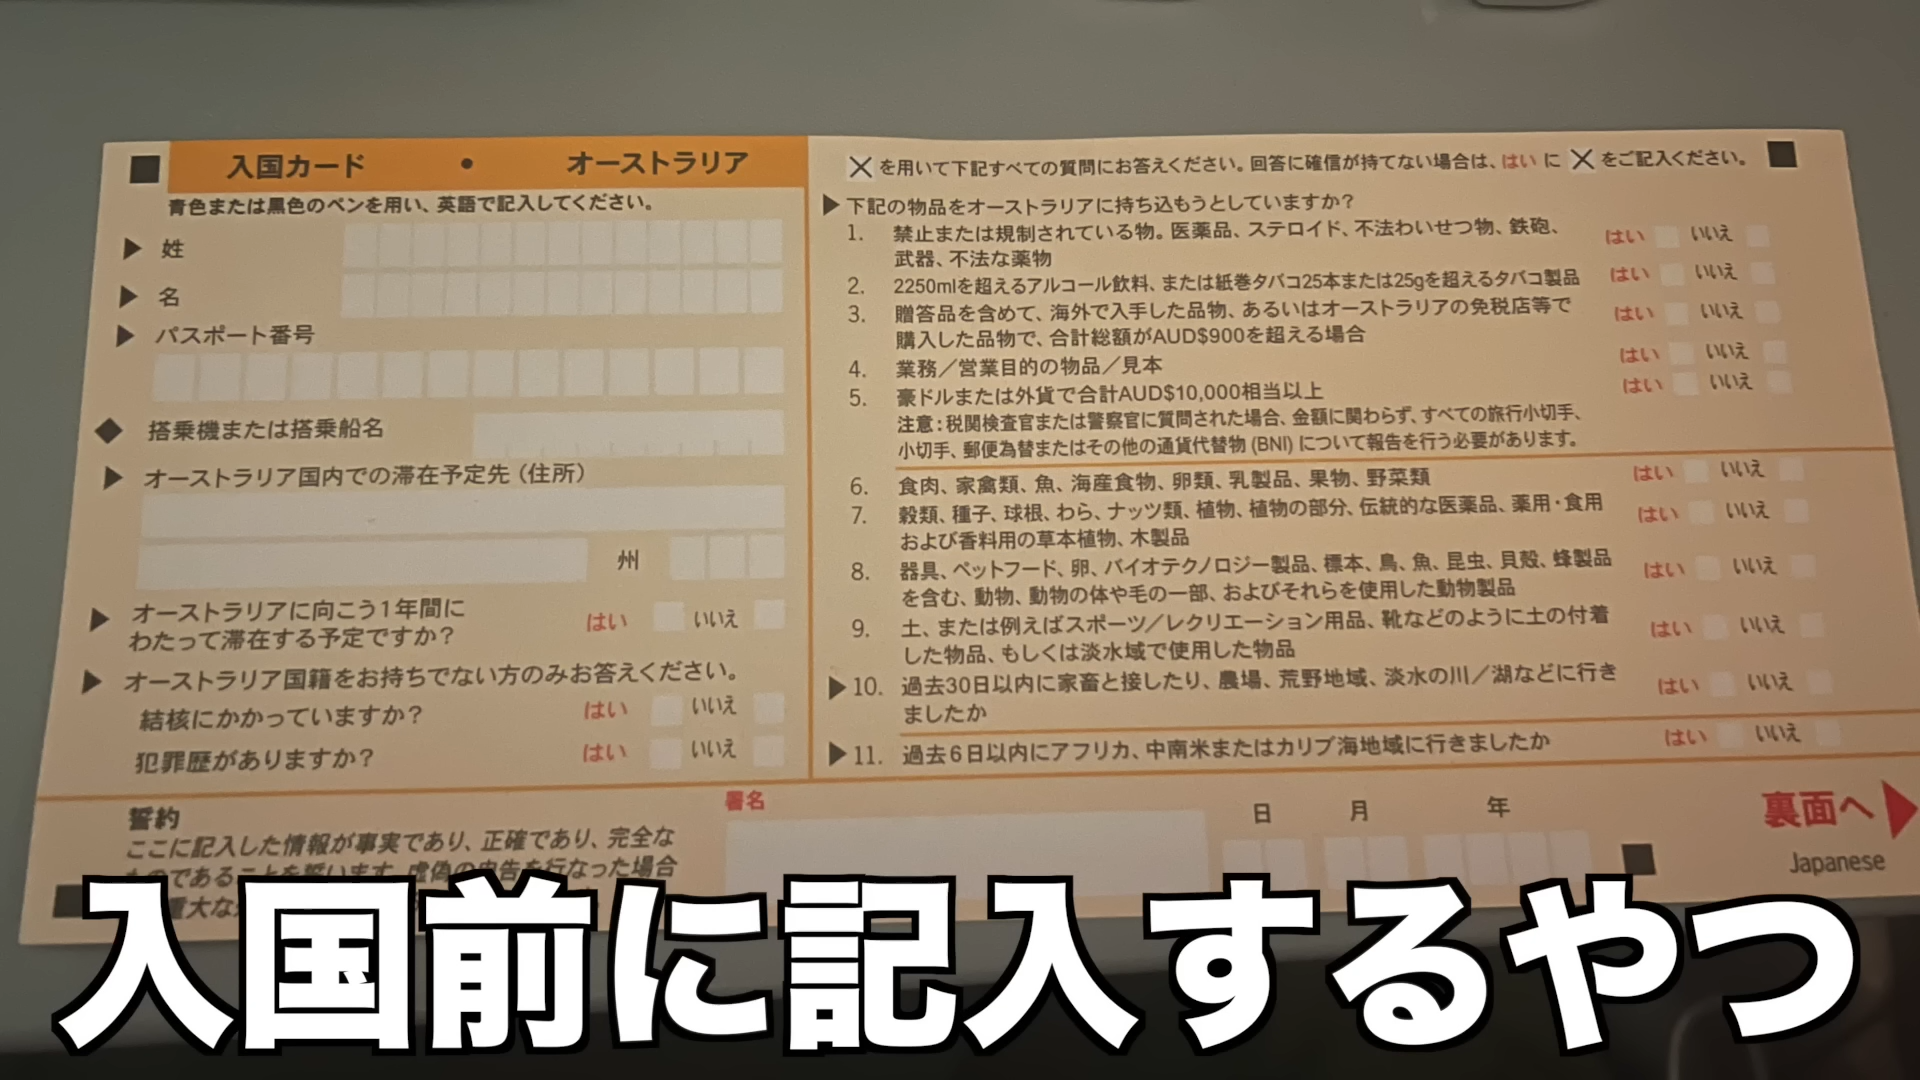 入国カード ・ オーストラリア
青色または黒色のペンを用い、英語で記入してください。
▶ 姓
▶ 名
▶ パスポート番号
◆ 搭乗機または搭乗船名
▶ オーストラリア国内での滞在予定先（住所）
州
▶ オーストラリアに向こう1年間に
わたって滞在する予定ですか？ はい いいえ
▶ オーストラリア国籍をお持ちでない方のみお答えください。
結核にかかっていますか？ はい いいえ
犯罪歴がありますか？ はい いいえ
☒を用いて下記すべての質問にお答えください。回答に確信が持てない場合は、はい に ☒ をご記入ください。
▶ 下記の物品をオーストラリアに持ち込もうとしていますか？
1. 禁止または規制されている物。医薬品、ステロイド、不法わいせつ物、鉄砲、
武器、不法な薬物 はい いいえ
2. 2250mlを超えるアルコール飲料、または紙巻タバコ25本または25gを超えるタバコ製品 はい いいえ
3. 贈答品を含めて、海外で入手した品物、あるいはオーストラリアの免税店等で
購入した品物で、合計総額がAUD$900を超える場合 はい いいえ
4. 業務／営業目的の物品／見本 はい いいえ
5. 豪ドルまたは外貨で合計AUD$10,000相当以上 はい いいえ
注意：税関検査官または警察官に質問された場合、金額に関わらず、すべての旅行小切手、
小切手、郵便為替またはその他の通貨代替物 (BNI) について報告を行う必要があります。
6. 食肉、家禽類、魚、海産食物、卵類、乳製品、果物、野菜類 はい いいえ
7. 穀類、種子、球根、わら、ナッツ類、植物、植物の部分、伝統的な医薬品、薬用・食用
および香料用の草本植物、木製品 はい いいえ
8. 器具、ペットフード、卵、バイオテクノロジー製品、標本、鳥、魚、昆虫、貝殻、蜂製品
を含む、動物、動物の体や毛の一部、およびそれらを使用した動物製品 はい いいえ
9. 土、または例えばスポーツ／レクリエーション用品、靴などのように土の付着
した物品、もしくは淡水域で使用した物品 はい いいえ
▶ 10. 過去30日以内に家畜と接したり、農場、荒野地域、淡水の川／湖などに行き
ましたか はい いいえ
▶ 11. 過去6日以内にアフリカ、中南米またはカリブ海地域に行きましたか はい いいえ
誓約
ここに記入した情報が事実であり、正確であり、完全な
ものであることを誓います。虚偽の申告を行なった場合
重大な
署名
日 月 年
裏面へ
Japanese
入国前に記入するやつ